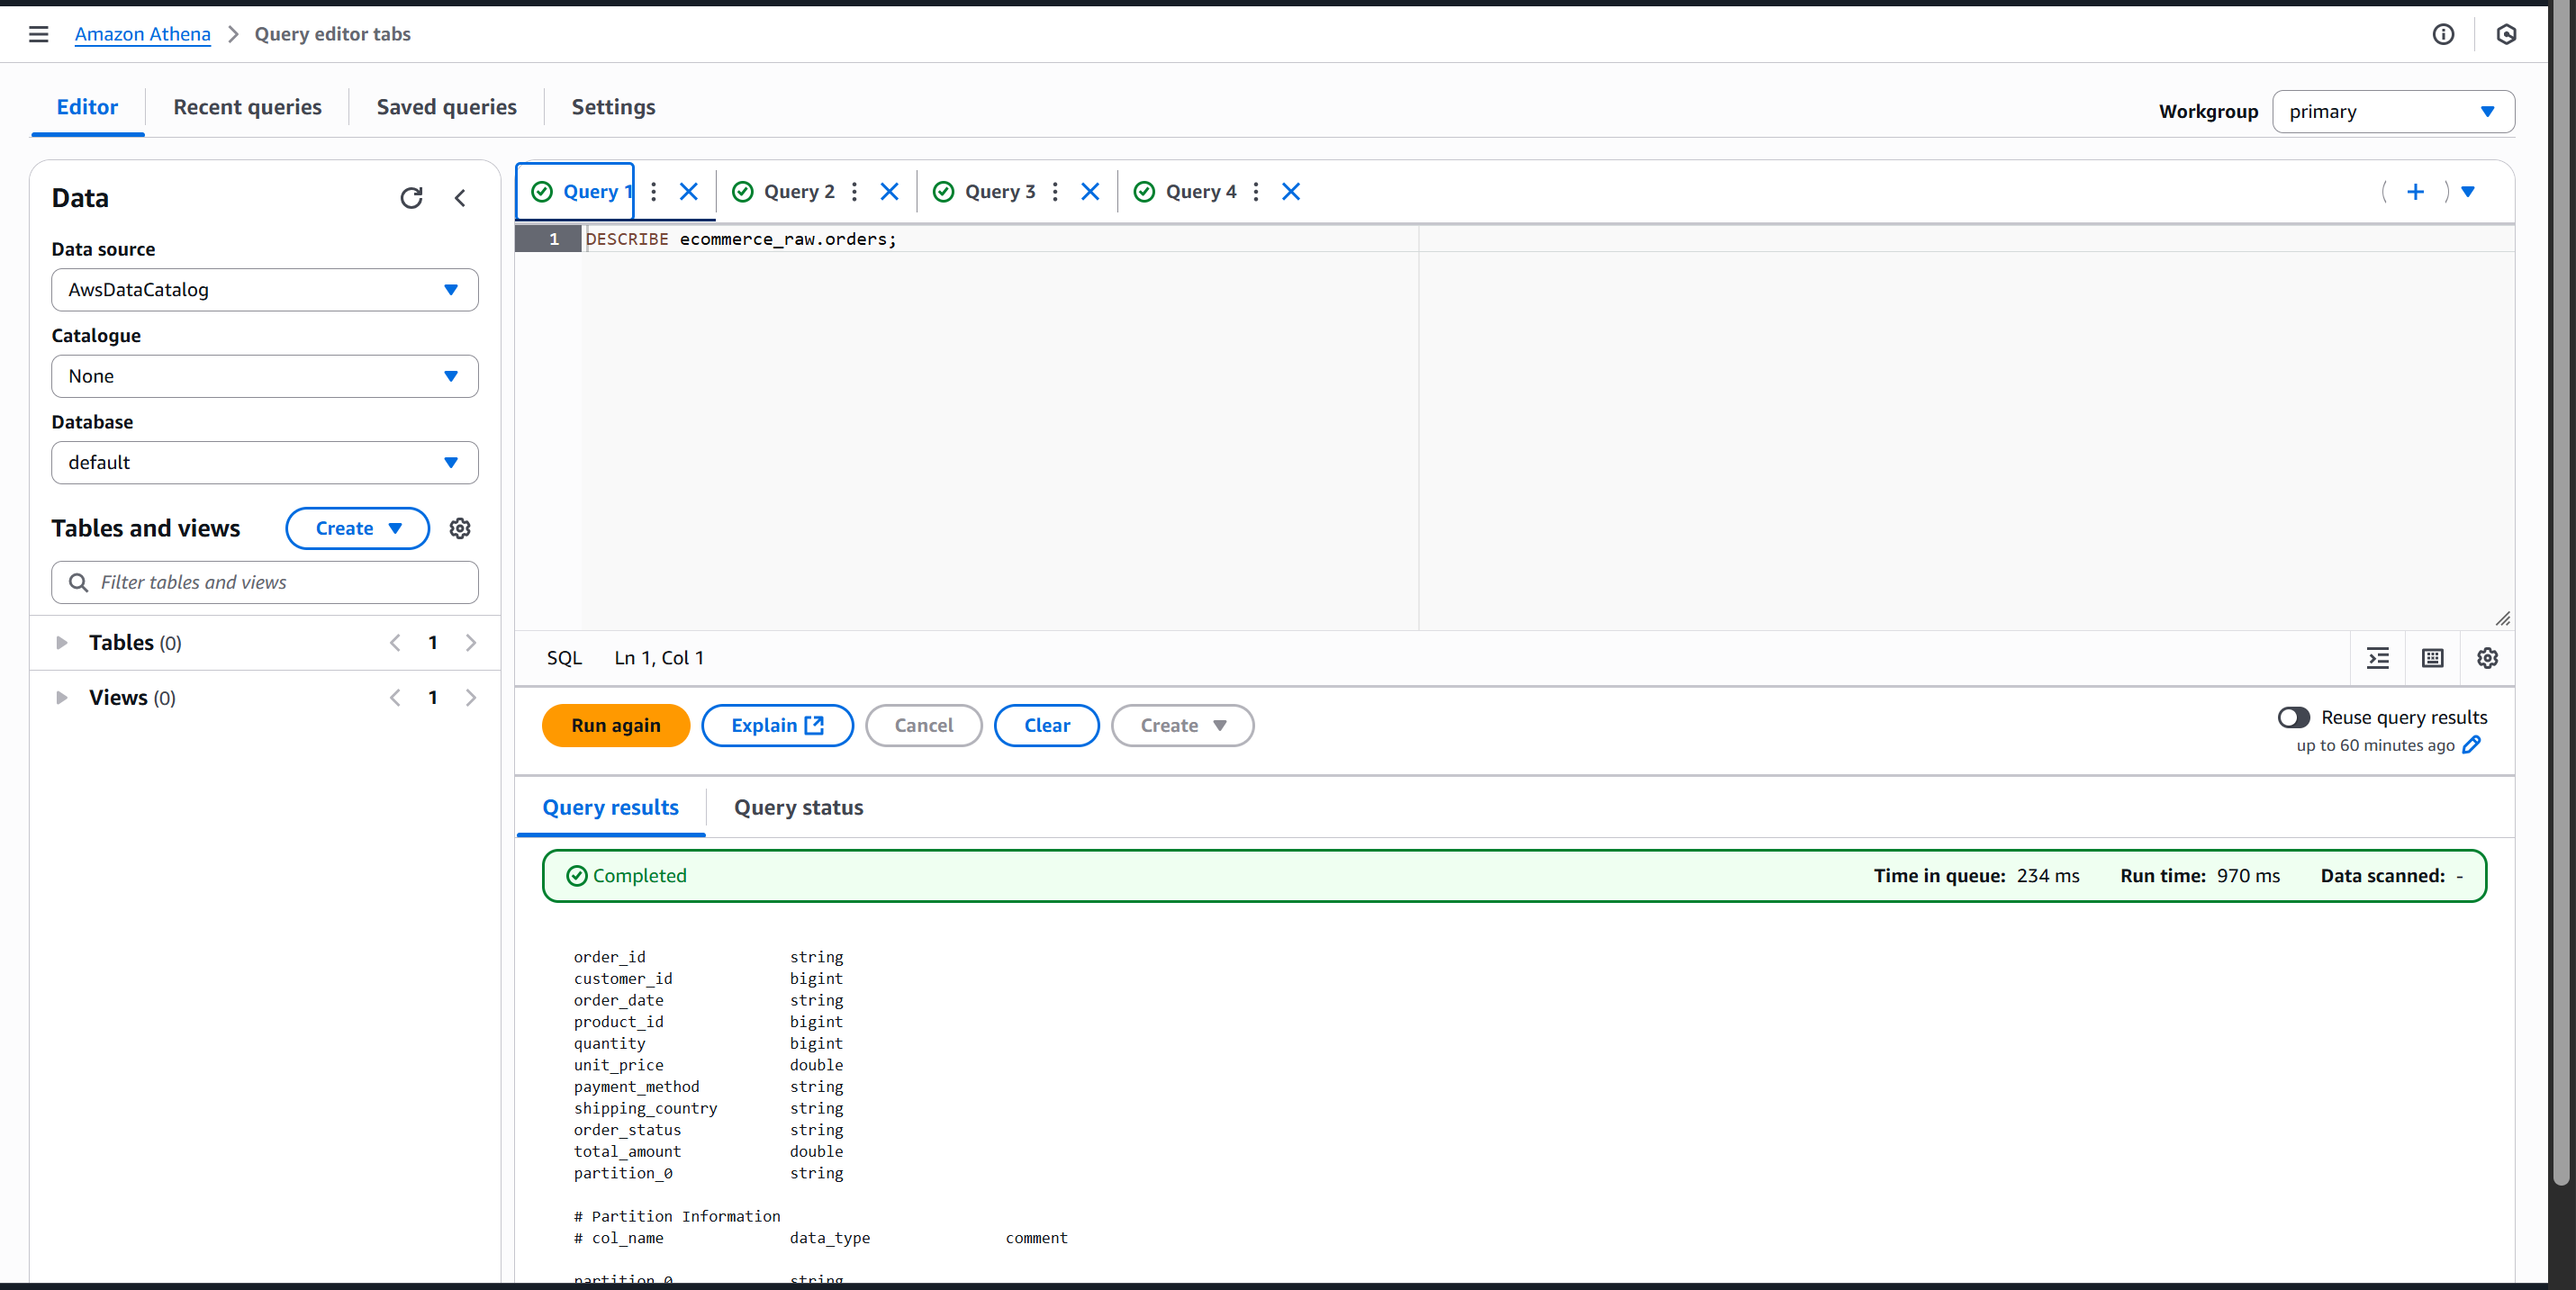 Amazon Athena > Query editor tabs
Editor Recent queries Saved queries Settings
Workgroup primary
Data
Data source
AwsDataCatalog
Catalogue
None
Database
default
Tables and views Create
Filter tables and views
Tables (0) 1
Views (0) 1
Query 1 Query 2 Query 3 Query 4
1 DESCRIBE ecommerce_raw.orders;
SQL Ln 1, Col 1
Run again Explain Cancel Clear Create
Reuse query results
up to 60 minutes ago
Query results Query status
Completed Time in queue: 234 ms Run time: 970 ms Data scanned: -
order_id string
customer_id bigint
order_date string
product_id bigint
quantity bigint
unit_price double
payment_method string
shipping_country string
order_status string
total_amount double
partition_0 string
# Partition Information
# col_name data_type comment
partition_0 string